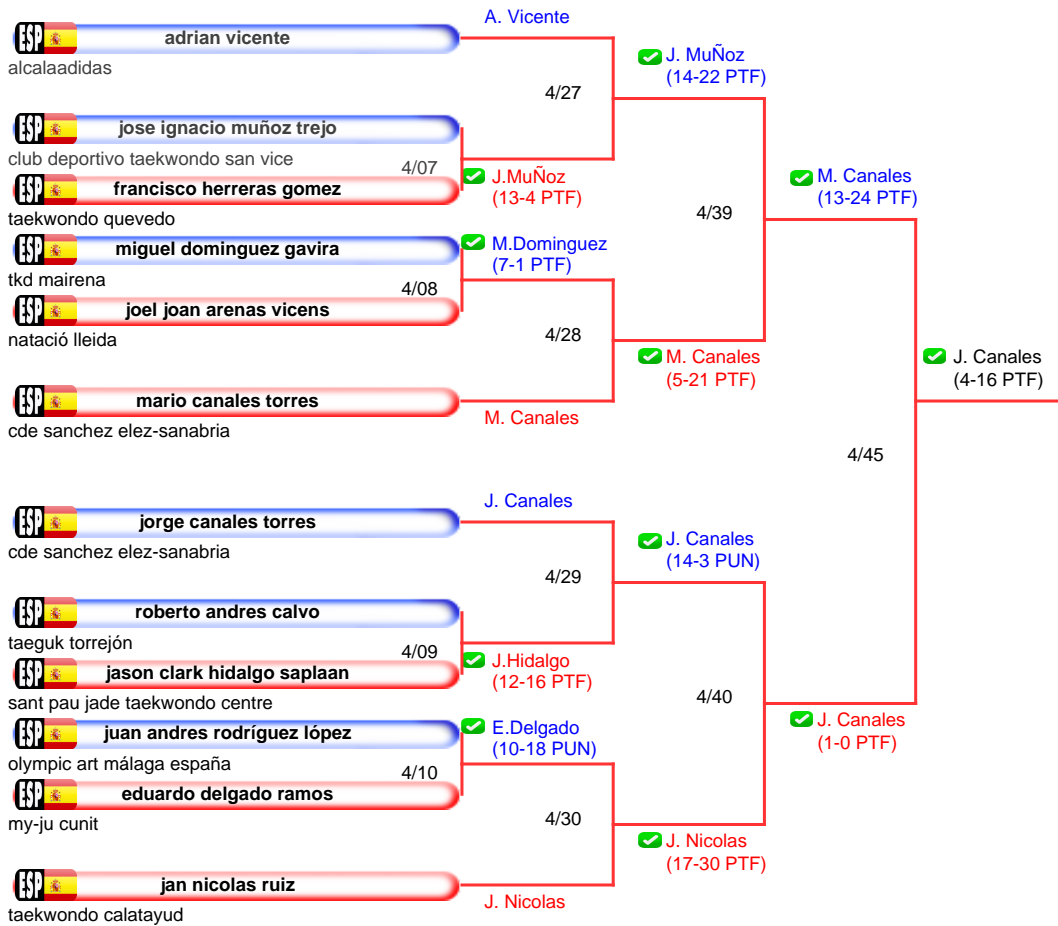 A. Vicente
ESP adrian vicente
alcalaadidas
J. MuÑoz
(14-22 PTF)
4/27
ESP jose ignacio muñoz trejo
club deportivo taekwondo san vice
4/07
J.MuÑoz
(13-4 PTF)
ESP francisco herreras gomez
taekwondo quevedo
M. Canales
(13-24 PTF)
4/39
ESP miguel dominguez gavira
tkd mairena
M.Dominguez
(7-1 PTF)
4/08
ESP joel joan arenas vicens
natació lleida
4/28
M. Canales
(5-21 PTF)
J. Canales
(4-16 PTF)
ESP mario canales torres
cde sanchez elez-sanabria
M. Canales
4/45
J. Canales
ESP jorge canales torres
cde sanchez elez-sanabria
J. Canales
(14-3 PUN)
4/29
ESP roberto andres calvo
taeguk torrejón
4/09
J.Hidalgo
(12-16 PTF)
ESP jason clark hidalgo saplaan
sant pau jade taekwondo centre
4/40
J. Canales
(1-0 PTF)
ESP juan andres rodríguez lópez
olympic art málaga españa
E.Delgado
(10-18 PUN)
4/10
ESP eduardo delgado ramos
my-ju cunit
4/30
J. Nicolas
(17-30 PTF)
ESP jan nicolas ruiz
taekwondo calatayud
J. Nicolas